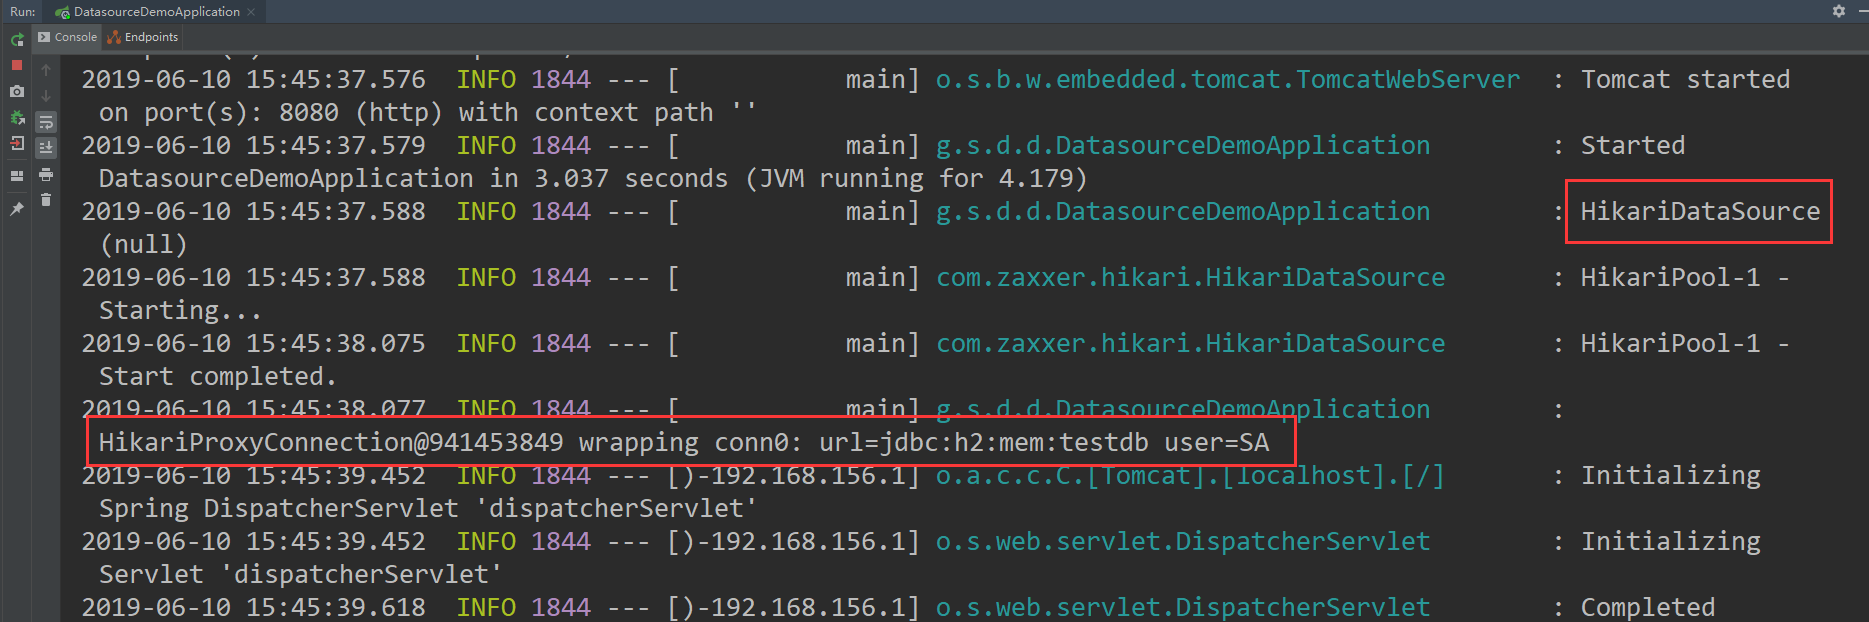 Run: DatasourceDemoApplication
Console Endpoints
2019-06-10 15:45:37.576 INFO 1844 --- [ main] o.s.b.w.embedded.tomcat.TomcatWebServer : Tomcat started
on port(s): 8080 (http) with context path ''
2019-06-10 15:45:37.579 INFO 1844 --- [ main] g.s.d.d.DatasourceDemoApplication : Started
DatasourceDemoApplication in 3.037 seconds (JVM running for 4.179)
2019-06-10 15:45:37.588 INFO 1844 --- [ main] g.s.d.d.DatasourceDemoApplication : HikariDataSource
(null)
2019-06-10 15:45:37.588 INFO 1844 --- [ main] com.zaxxer.hikari.HikariDataSource : HikariPool-1 -
Starting...
2019-06-10 15:45:38.075 INFO 1844 --- [ main] com.zaxxer.hikari.HikariDataSource : HikariPool-1 -
Start completed.
2019-06-10 15:45:38.077 INFO 1844 --- [ main] g.s.d.d.DatasourceDemoApplication :
HikariProxyConnection@941453849 wrapping conn0: url=jdbc:h2:mem:testdb user=SA
2019-06-10 15:45:39.452 INFO 1844 --- [)-192.168.156.1] o.a.c.c.C.[Tomcat].[localhost].[/] : Initializing
Spring DispatcherServlet 'dispatcherServlet'
2019-06-10 15:45:39.452 INFO 1844 --- [)-192.168.156.1] o.s.web.servlet.DispatcherServlet : Initializing
Servlet 'dispatcherServlet'
2019-06-10 15:45:39.618 INFO 1844 --- [)-192.168.156.1] o.s.web.servlet.DispatcherServlet : Completed